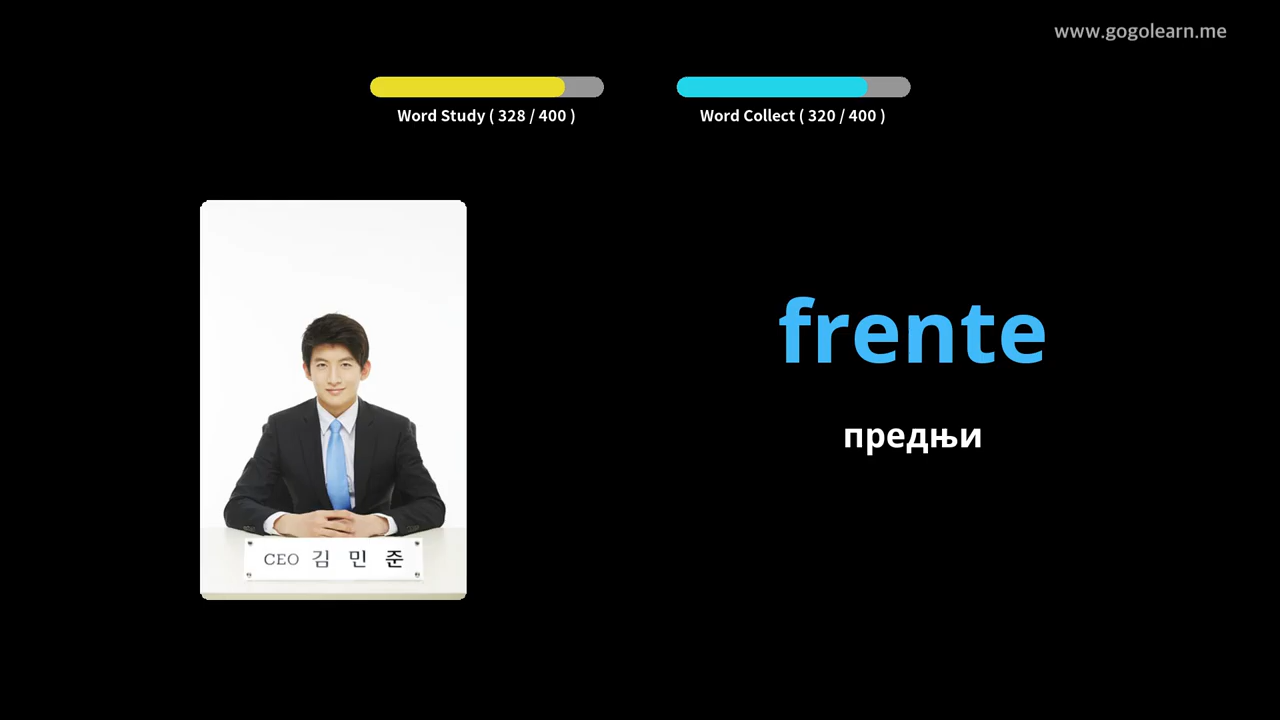 www.gogolearn.me
Word Study ( 328 / 400 )
Word Collect ( 320 / 400 )
frente
предњи
CEO 김 민 준